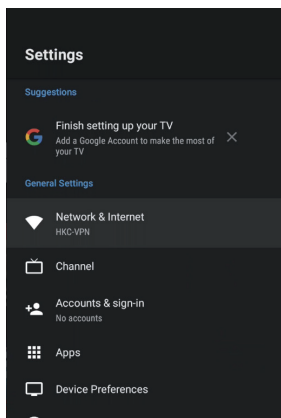 Settings
Suggestions
Finish setting up your TV
Add a Google Account to make the most of
your TV
General Settings
Network & Internet
HKC-VPN
Channel
Accounts & sign-in
No accounts
Apps
Device Preferences